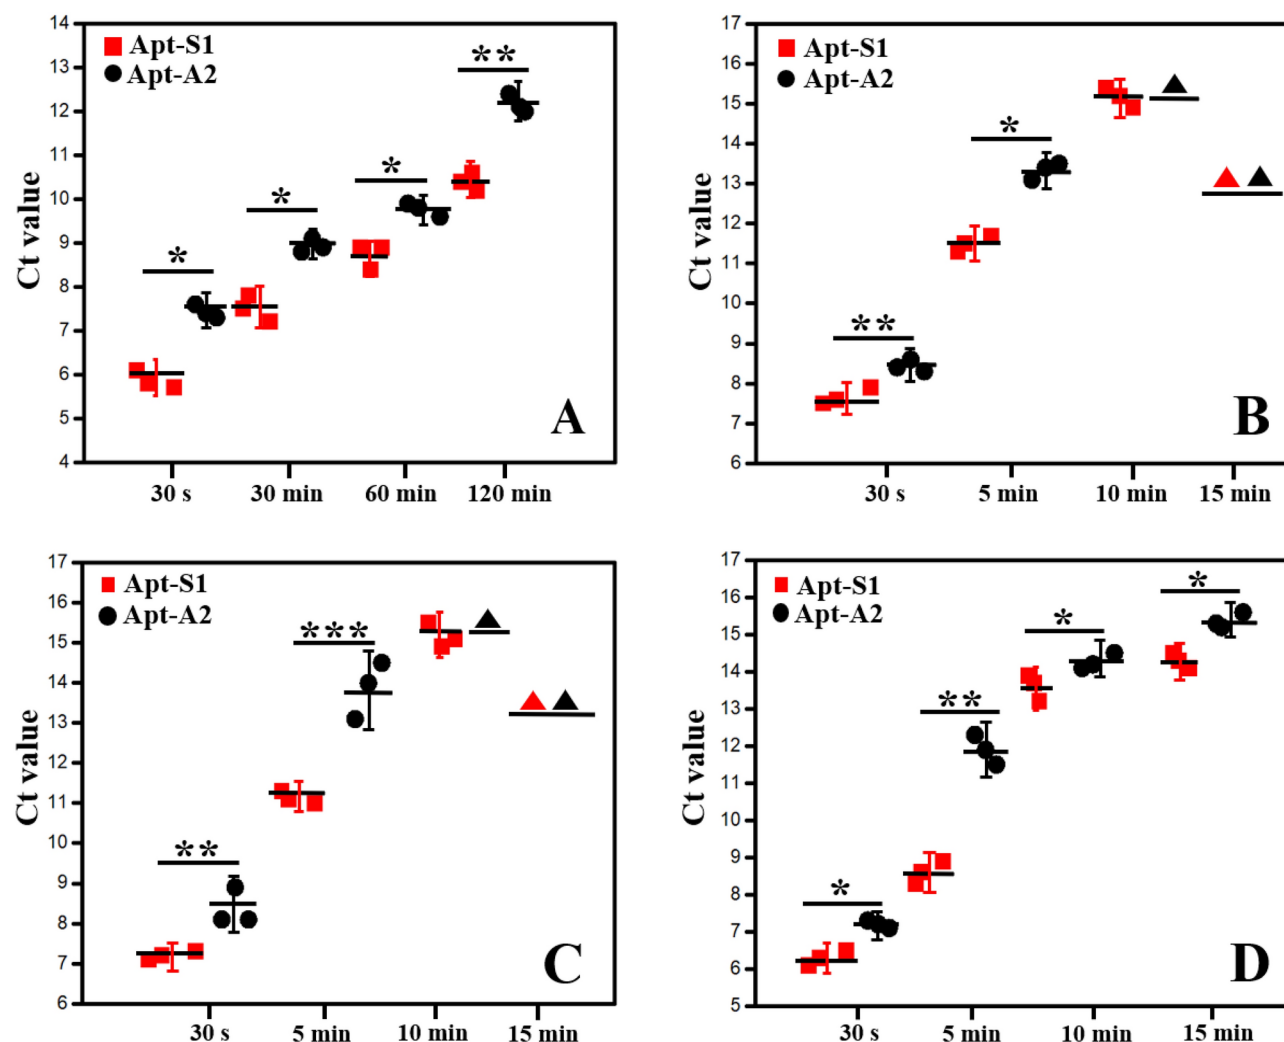 14
13
12
11
10
9
8
7
6
5
4
Ct value
Apt-S1
Apt-A2
*
*
*
**
A
30 s
30 min
60 min
120 min
17
16
15
14
13
12
11
10
9
8
7
6
Ct value
Apt-S1
Apt-A2
**
*
B
30 s
5 min
10 min
15 min
17
16
15
14
13
12
11
10
9
8
7
6
Ct value
Apt-S1
Apt-A2
**
***
C
30 s
5 min
10 min
15 min
17
16
15
14
13
12
11
10
9
8
7
6
5
Ct value
Apt-S1
Apt-A2
*
**
*
*
D
30 s
5 min
10 min
15 min